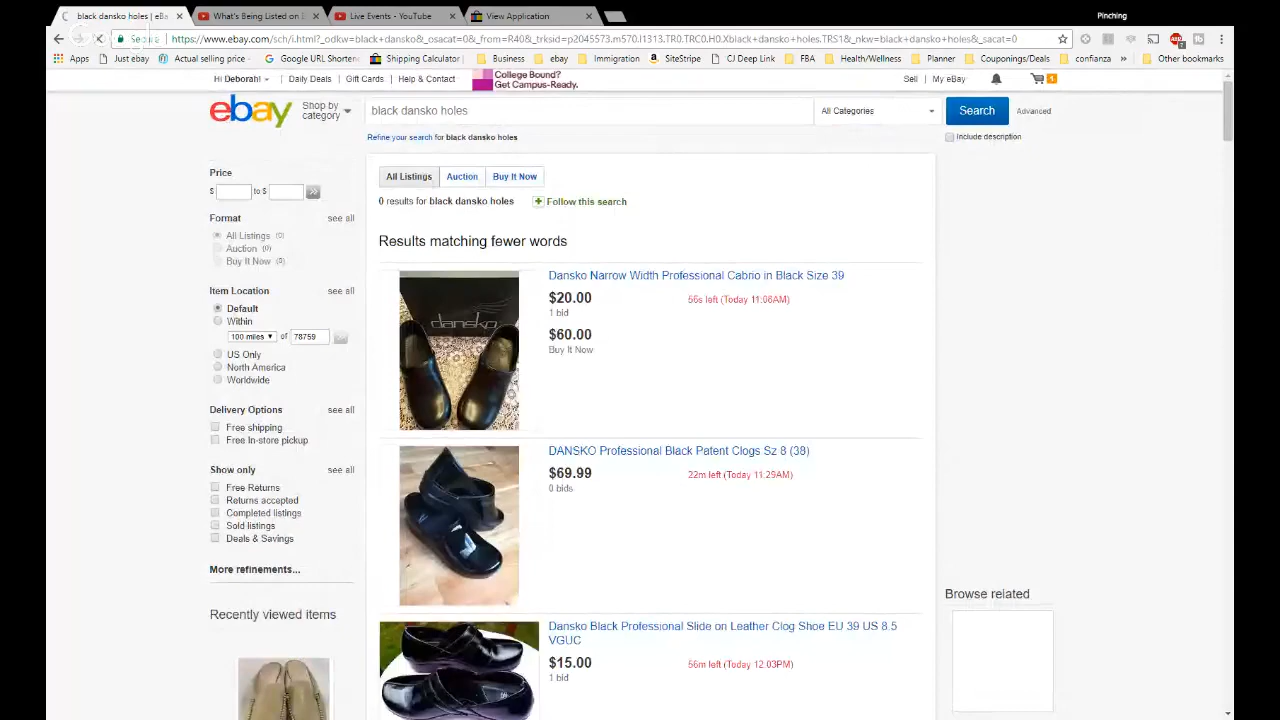 black dansko holes | eBa
What's Being Listed on
Live Events - YouTube
View Application
Pinching
Secure
https://www.ebay.com/sch/i.html?_odkw=black+dansko&_osacat=0&_from=R40&_trksid=p2045573.m570.l1313.TR0.TRC0.H0.Xblack+dansko+holes.TRS1&_nkw=black+dansko+holes&_sacat=0
Apps
Just ebay
Actual selling price
Google URL Shortene
Shipping Calculator
Business
ebay
Immigration
SiteStripe
CJ Deep Link
FBA
Health/Wellness
Planner
Coupons/Deals
confianza
»
Other bookmarks
Hi Deborah!
Daily Deals
Gift Cards
Help & Contact
College Bound?
Get Campus-Ready.
Sell
My eBay
ebay
Shop by
category
black dansko holes
All Categories
Search
Advanced
Refine your search for black dansko holes
Include description
Price
$ to $
Format see all
All Listings (0)
Auction (0)
Buy It Now (0)
Item Location see all
Default
Within
100 miles of 78759
US Only
North America
Worldwide
Delivery Options see all
Free shipping
Free In-store pickup
Show only see all
Free Returns
Returns accepted
Completed listings
Sold listings
Deals & Savings
More refinements...
Recently viewed items
All Listings Auction Buy It Now
0 results for black dansko holes
Follow this search
Results matching fewer words
dansko
Dansko Narrow Width Professional Cabrio in Black Size 39
$20.00
56s left (Today 11:08AM)
1 bid
$60.00
Buy It Now
DANSKO Professional Black Patent Clogs Sz 8 (38)
$69.99
22m left (Today 11:29AM)
0 bids
Dansko Black Professional Slide on Leather Clog Shoe EU 39 US 8.5
VGUC
$15.00
56m left (Today 12:03PM)
1 bid
Browse related